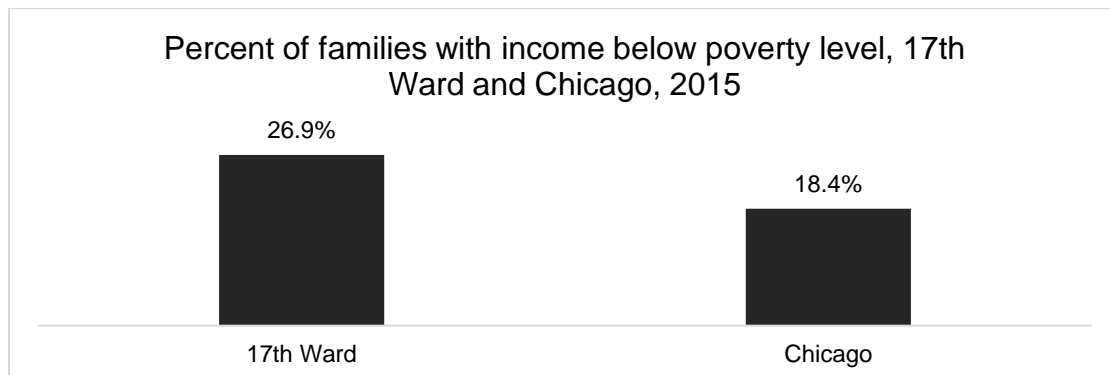 Percent of families with income below poverty level, 17th
Ward and Chicago, 2015
26.9%
18.4%
17th Ward
Chicago